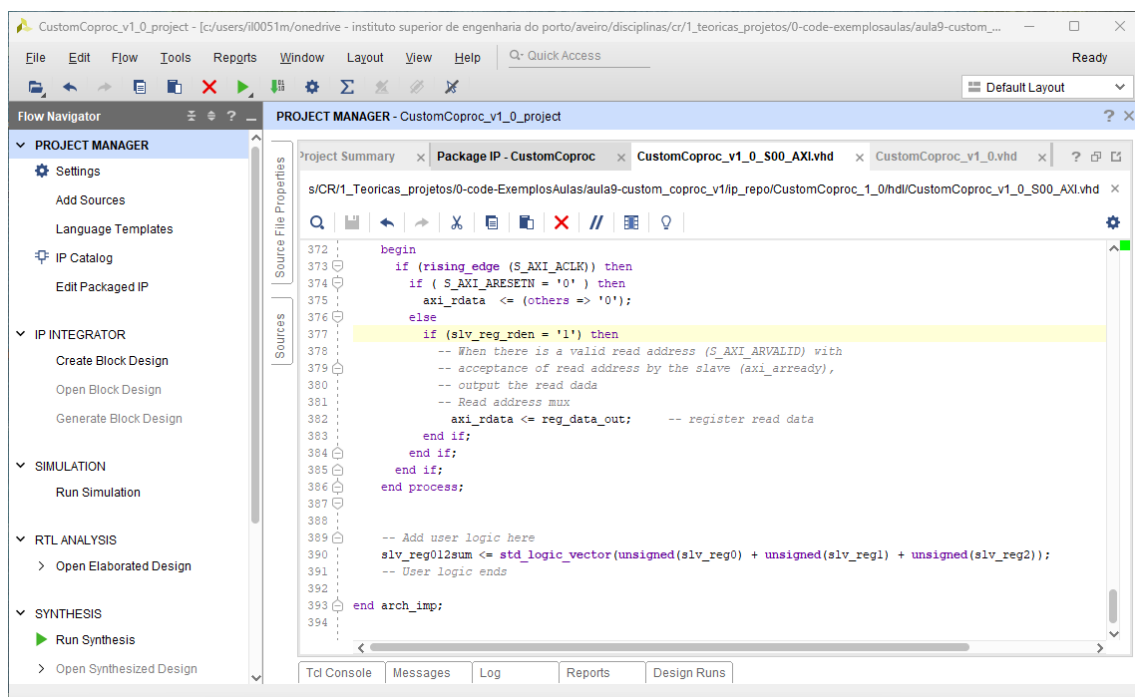 CustomCoproc_v1_0_project - [c:/users/il0051m/onedrive - instituto superior de engenharia do porto/aveiro/disciplinas/cr/1_teoricas_projetos/0-code-exemplosaulas/aula9-custom_...
File Edit Flow Tools Reports Window Layout View Help Q- Quick Access Ready
Default Layout
Flow Navigator
PROJECT MANAGER - CustomCoproc_v1_0_project
PROJECT MANAGER
Settings
Add Sources
Language Templates
IP Catalog
Edit Packaged IP
IP INTEGRATOR
Create Block Design
Open Block Design
Generate Block Design
SIMULATION
Run Simulation
RTL ANALYSIS
Open Elaborated Design
SYNTHESIS
Run Synthesis
Open Synthesized Design
Source File Properties
Sources
Project Summary Package IP - CustomCoproc CustomCoproc_v1_0_S00_AXI.vhd CustomCoproc_v1_0.vhd
s/CR/1_Teoricas_projetos/0-code-ExemplosAulas/aula9-custom_coproc_v1/ip_repo/CustomCoproc_1_0/hdl/CustomCoproc_v1_0_S00_AXI.vhd
372 begin
373 if (rising_edge (S_AXI_ACLK)) then
374 if ( S_AXI_ARESETN = '0' ) then
375 axi_rdata <= (others => '0');
376 else
377 if (slv_reg_rden = '1') then
378 -- When there is a valid read address (S_AXI_ARVALID) with
379 -- acceptance of read address by the slave (axi_arready),
380 -- output the read dada
381 -- Read address mux
382 axi_rdata <= reg_data_out; -- register read data
383 end if;
384 end if;
385 end if;
386 end process;
387
388
389 -- Add user logic here
390 slv_reg012sum <= std_logic_vector(unsigned(slv_reg0) + unsigned(slv_reg1) + unsigned(slv_reg2));
391 -- User logic ends
392
393 end arch_imp;
394
Tcl Console Messages Log Reports Design Runs